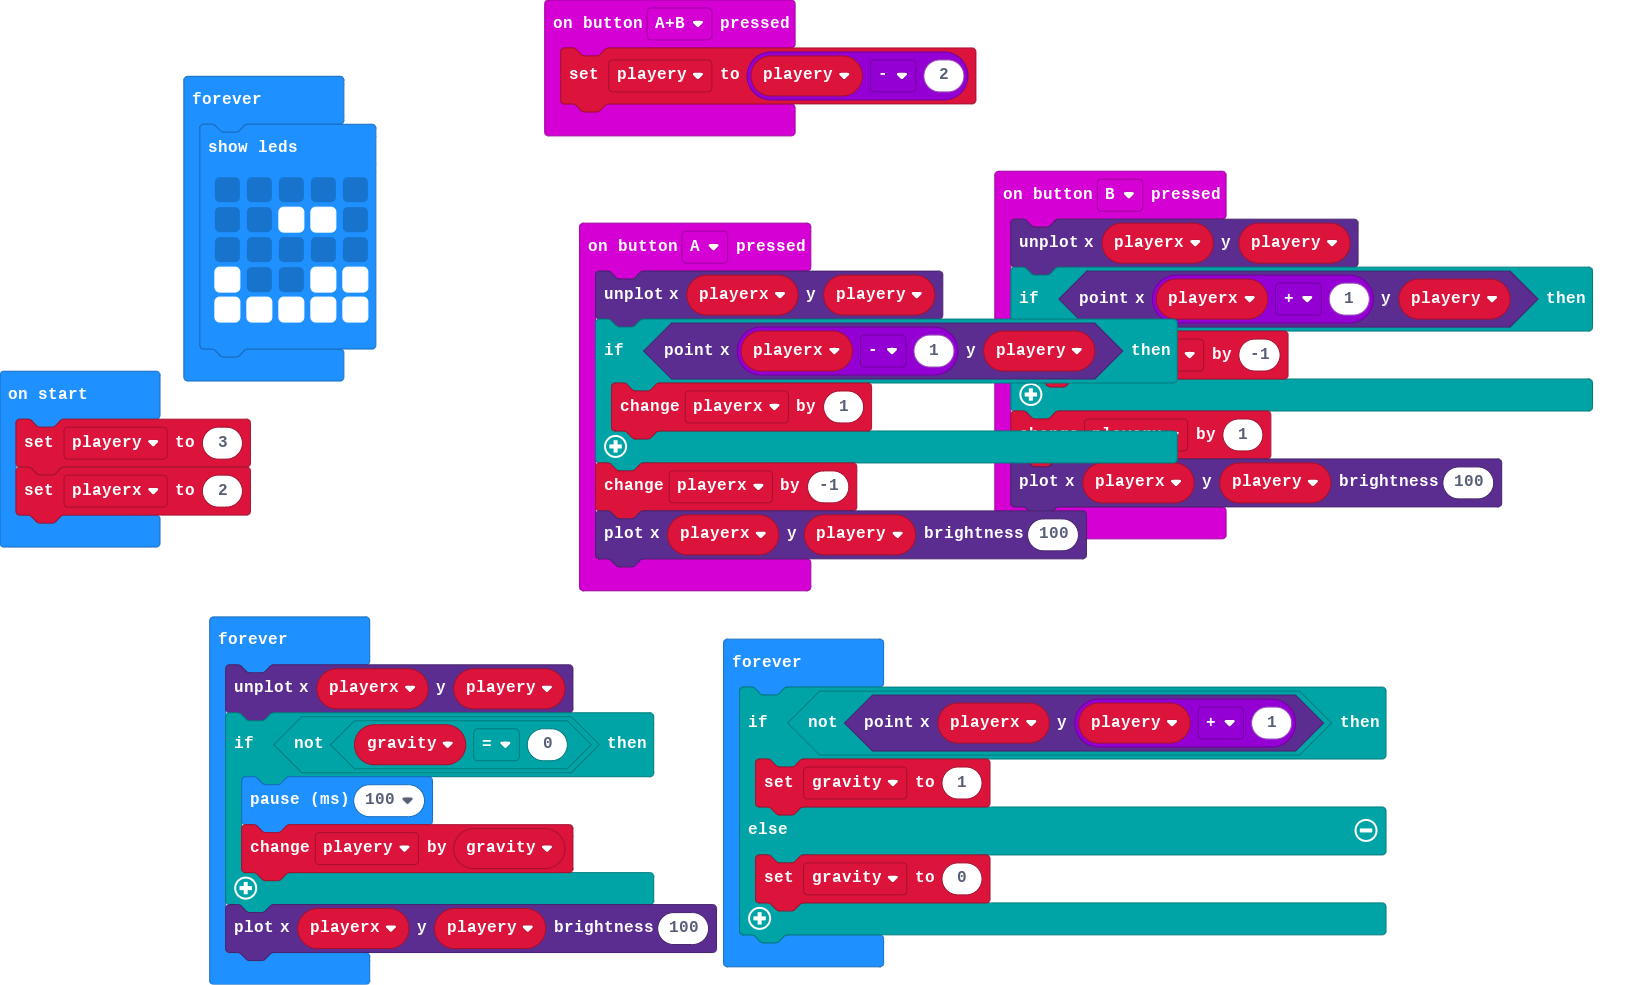 on button A+B pressed
set playery to playery - 2
forever
show leds
on start
set playery to 3
set playerx to 2
on button A pressed
unplot x playerx y playery
if point x playerx - 1 y playery then
change playerx by 1
change playerx by -1
plot x playerx y playery brightness 100
on button B pressed
unplot x playerx y playery
if point x playerx + 1 y playery then
by -1
by 1
plot x playerx y playery brightness 100
forever
unplot x playerx y playery
if not gravity = 0 then
pause (ms) 100
change playery by gravity
plot x playerx y playery brightness 100
forever
if not point x playerx y playery + 1 then
set gravity to 1
else
set gravity to 0